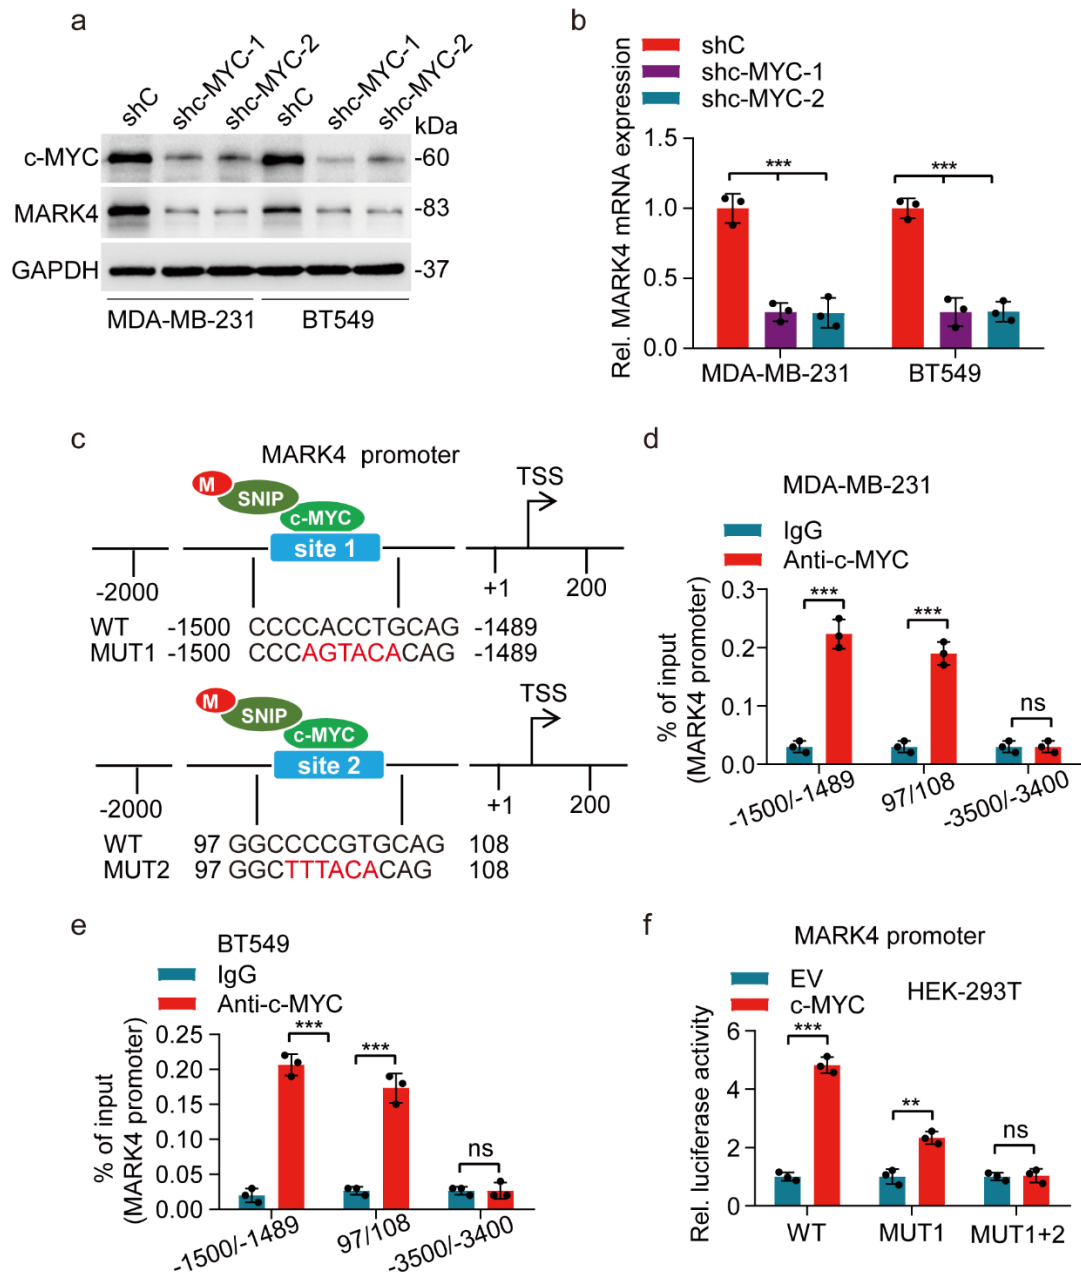 a
shC
shc-MYC-1
shc-MYC-2
shC
shc-MYC-1
shc-MYC-2
kDa
c-MYC -60
MARK4 -83
GAPDH -37
MDA-MB-231 BT549
b
shC
shc-MYC-1
shc-MYC-2
Rel. MARK4 mRNA expression
1.5
1.0
0.5
0.0
*** ***
MDA-MB-231 BT549
c
MARK4 promoter
M
SNIP
c-MYC
site 1
TSS
-2000 +1 200
WT -1500 CCCCACCTGCAG -1489
MUT1 -1500 CCCAGTACACAG -1489
M
SNIP
c-MYC
site 2
TSS
-2000 +1 200
WT 97 GGCCCCGTGCAG 108
MUT2 97 GGCTTTACACAG 108
d
MDA-MB-231
IgG
Anti-c-MYC
% of input
(MARK4 promoter)
0.3
0.2
0.1
0.0
*** *** ns
-1500/-1489 97/108 -3500/-3400
e
BT549
IgG
Anti-c-MYC
% of input
(MARK4 promoter)
0.25
0.20
0.15
0.10
0.05
0.00
*** *** ns
-1500/-1489 97/108 -3500/-3400
f
MARK4 promoter
EV
c-MYC
HEK-293T
Rel. luciferase activity
6
4
2
0
*** ** ns
WT MUT1 MUT1+2